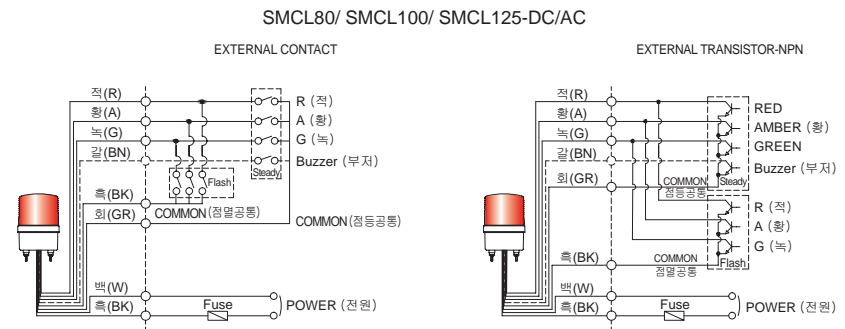 SMCL80/ SMCL100/ SMCL125-DC/AC
EXTERNAL CONTACT
적(R)
황(A)
녹(G)
갈(BN)
R (적)
A (황)
G (녹)
Buzzer (부저)
Steady
Flash
흑(BK)
회(GR)
COMMON(점멸공통)
COMMON(점등공통)
백(W)
흑(BK)
Fuse
POWER (전원)
EXTERNAL TRANSISTOR-NPN
적(R)
황(A)
녹(G)
갈(BN)
회(GR)
RED
AMBER (황)
GREEN
Buzzer (부저)
COMMON
점등공통
Steady
R (적)
A (황)
G (녹)
흑(BK)
COMMON
점멸공통
Flash
백(W)
흑(BK)
Fuse
POWER (전원)